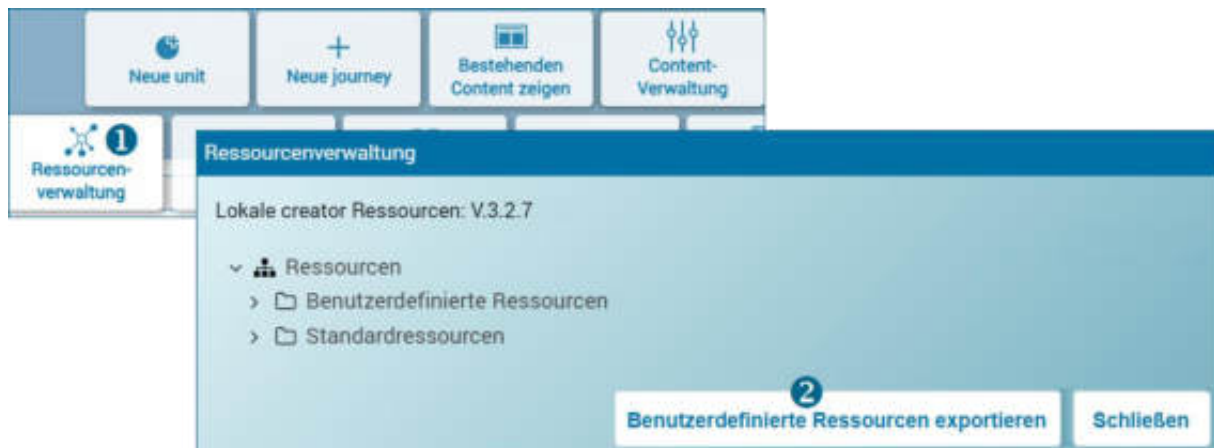 Neue unit
Neue journey
Bestehenden
Content zeigen
Content-
Verwaltung
1
Ressourcen-
verwaltung
Ressourcenverwaltung
Lokale creator Ressourcen: V.3.2.7
Ressourcen
Benutzerdefinierte Ressourcen
Standardressourcen
2
Benutzerdefinierte Ressourcen exportieren
Schließen